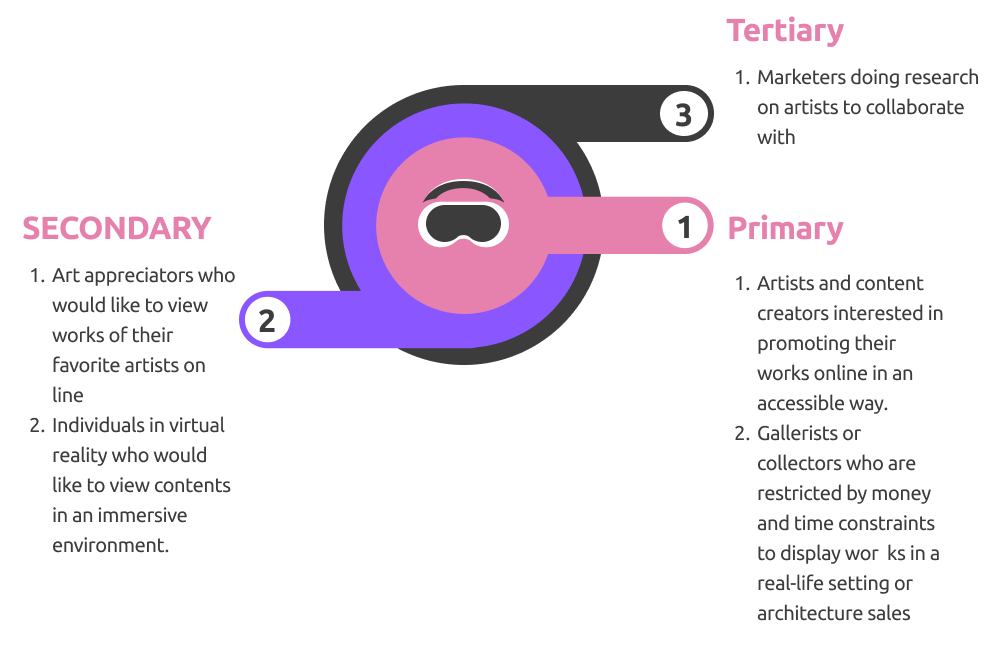 Tertiary
1. Marketers doing research
on artists to collaborate
with
3
1
Primary
1. Artists and content
creators interested in
promoting their
works online in an
accessible way.
2. Gallerists or
collectors who are
restricted by money
and time constraints
to display wor ks in a
real-life setting or
architecture sales
SECONDARY
1. Art appreciators who
would like to view
works of their
favorite artists on
line
2. Individuals in virtual
reality who would
like to view contents
in an immersive
environment.
2